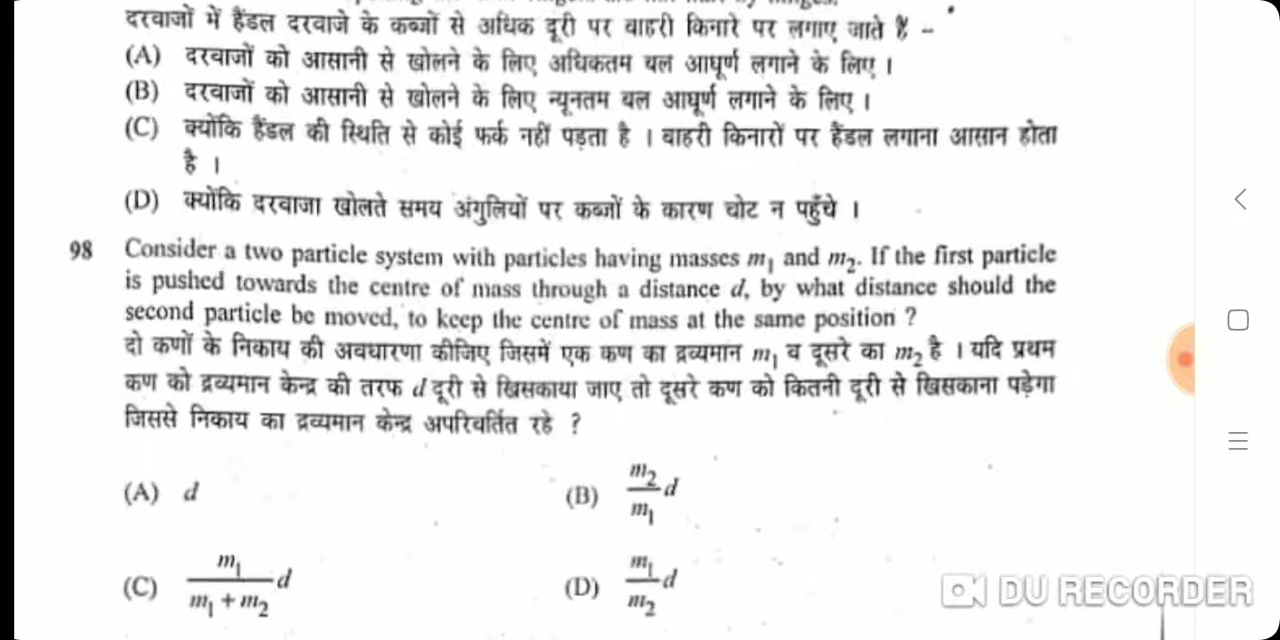 दरवाजों में हैंडल दरवाजे के कब्जों से अधिक दूरी पर बाहरी किनारे पर लगाए जाते हैं –
(A) दरवाजों को आसानी से खोलने के लिए अधिकतम बल आघूर्ण लगाने के लिए ।
(B) दरवाजों को आसानी से खोलने के लिए न्यूनतम बल आघूर्ण लगाने के लिए ।
(C) क्योंकि हैंडल की स्थिति से कोई फर्क नहीं पड़ता है । बाहरी किनारों पर हैंडल लगाना आसान होता
है ।
(D) क्योंकि दरवाजा खोलते समय अंगुलियों पर कब्जों के कारण चोट न पहुँचे ।
98 Consider a two particle system with particles having masses m₁ and m₂. If the first particle
is pushed towards the centre of mass through a distance d, by what distance should the
second particle be moved, to keep the centre of mass at the same position ?
दो कणों के निकाय की अवधारणा कीजिए जिसमें एक कण का द्रव्यमान m₁ व दूसरे का m₂ है । यदि प्रथम
कण को द्रव्यमान केन्द्र की तरफ d दूरी से खिसकाया जाए तो दूसरे कण को कितनी दूरी से खिसकाना पड़ेगा
जिससे निकाय का द्रव्यमान केन्द्र अपरिवर्तित रहे ?
(A) d (B) m₂/m₁ d
(C) m₁/(m₁ + m₂) d (D) m₁/m₂ d
DU RECORDER